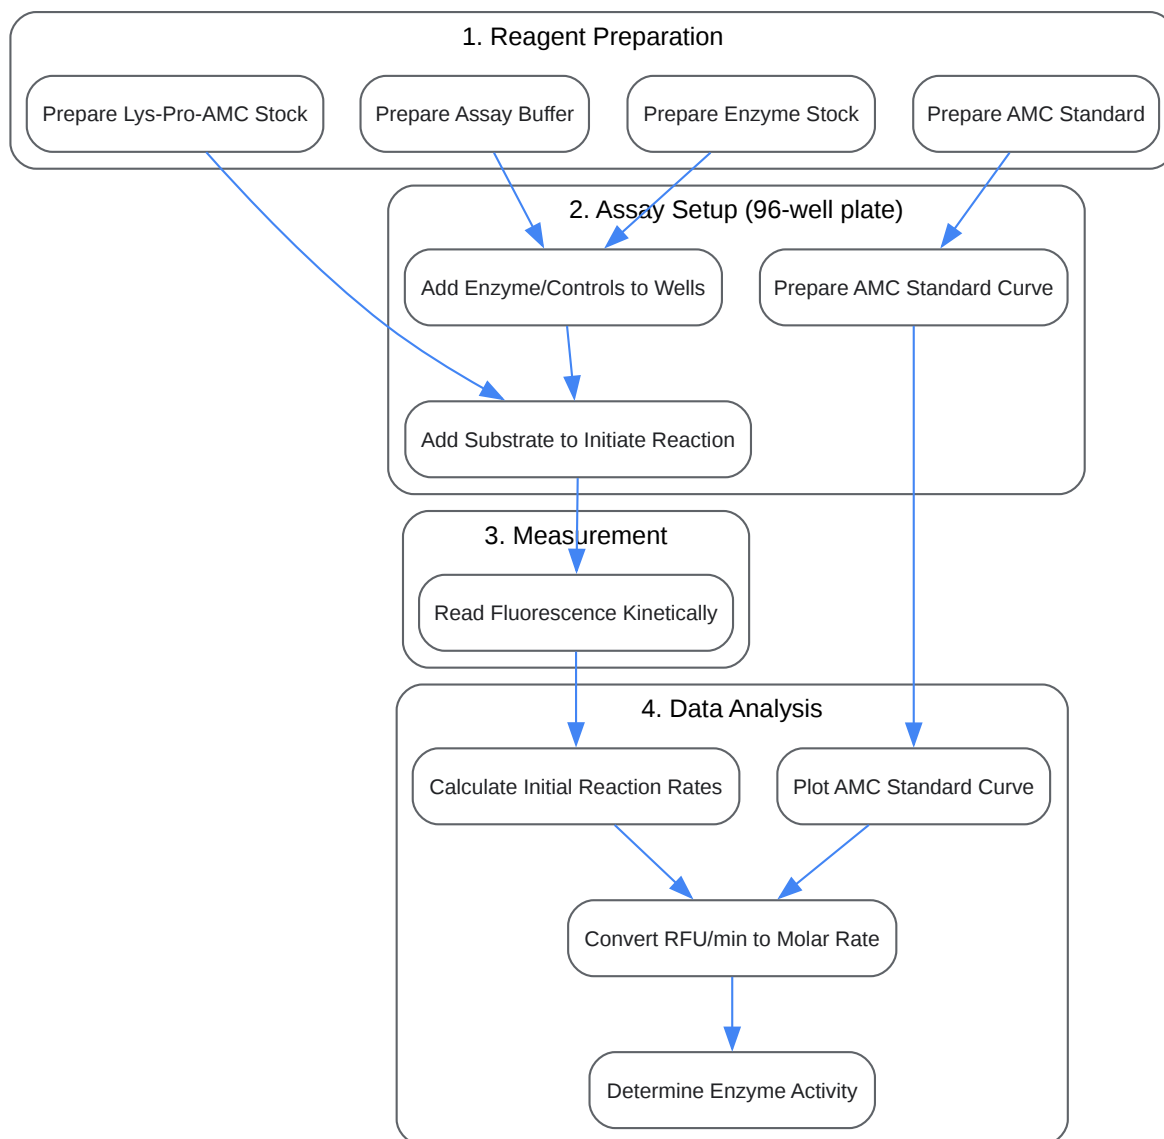 1. Reagent Preparation
Prepare Lys-Pro-AMC Stock
Prepare Assay Buffer
Prepare Enzyme Stock
Prepare AMC Standard
2. Assay Setup (96-well plate)
Add Enzyme/Controls to Wells
Prepare AMC Standard Curve
Add Substrate to Initiate Reaction
3. Measurement
Read Fluorescence Kinetically
4. Data Analysis
Calculate Initial Reaction Rates
Plot AMC Standard Curve
Convert RFU/min to Molar Rate
Determine Enzyme Activity